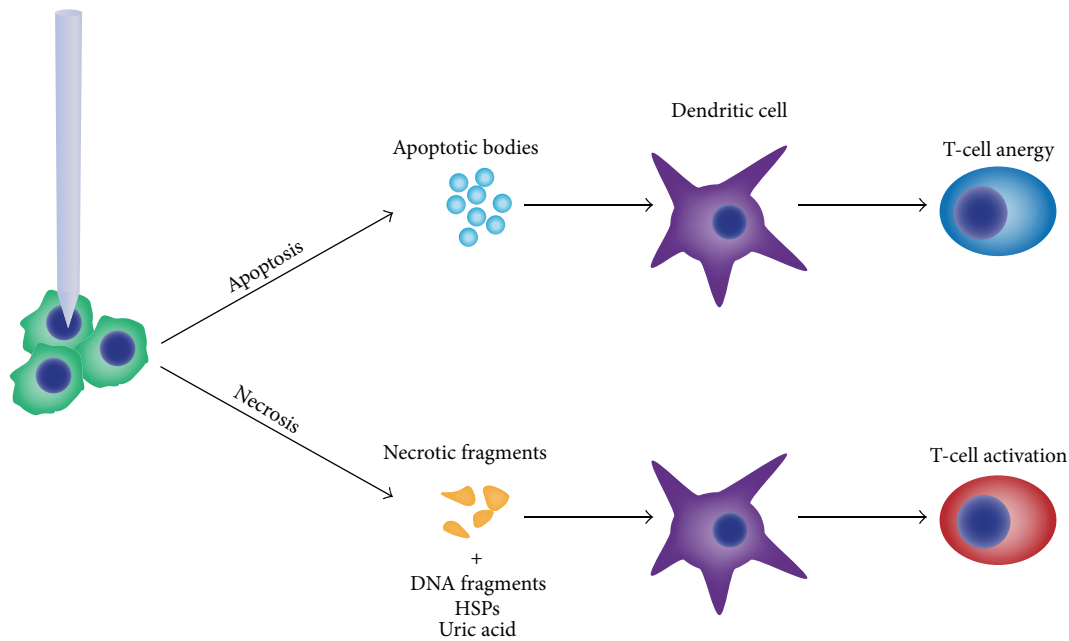 Dendritic cell
Apoptotic bodies
T-cell anergy
Apoptosis
Necrosis
Necrotic fragments
T-cell activation
+
DNA fragments
HSPs
Uric acid